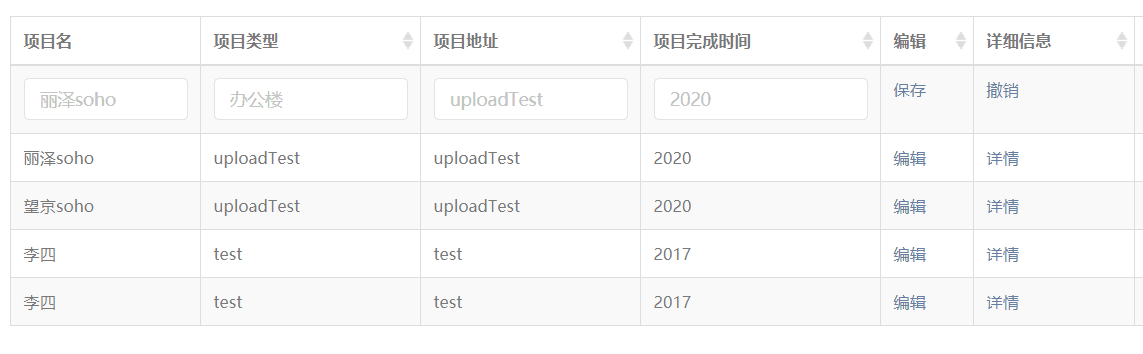 项目名 项目类型 项目地址 项目完成时间 编辑 详细信息
丽泽soho 办公楼 uploadTest 2020 保存 撤销
丽泽soho uploadTest uploadTest 2020 编辑 详情
望京soho uploadTest uploadTest 2020 编辑 详情
李四 test test 2017 编辑 详情
李四 test test 2017 编辑 详情